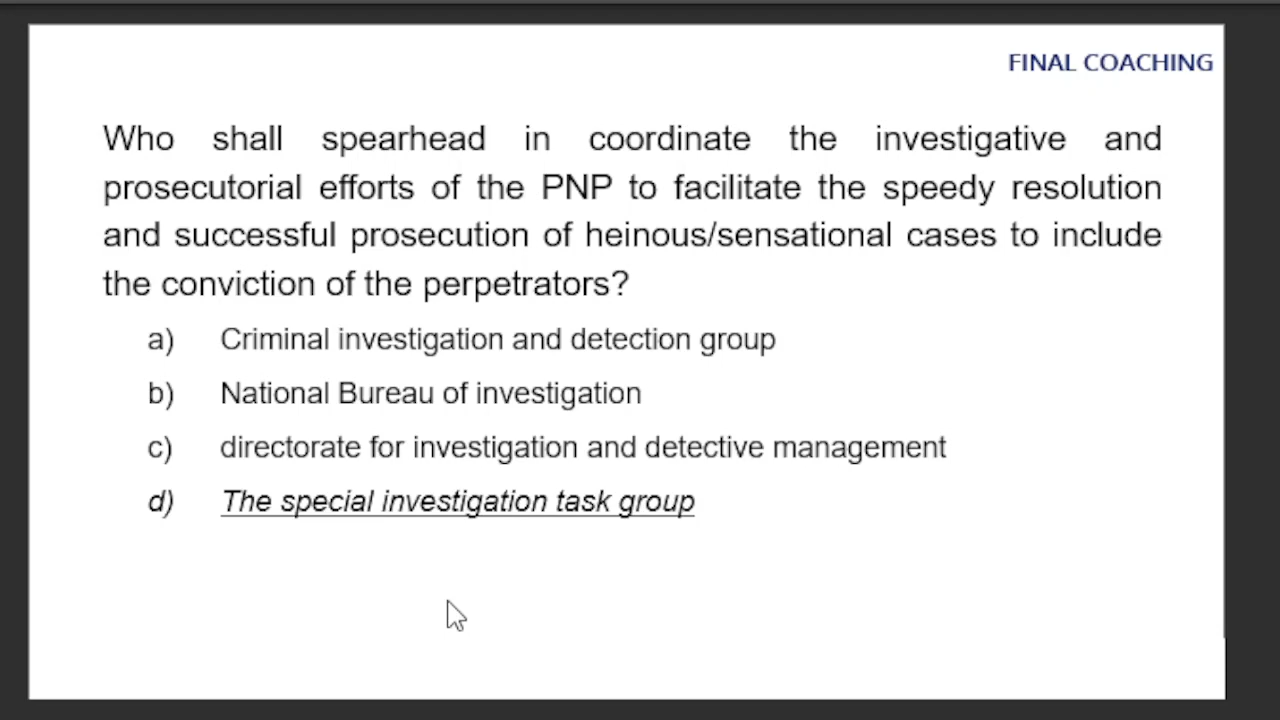 FINAL COACHING
Who shall spearhead in coordinate the investigative and
prosecutorial efforts of the PNP to facilitate the speedy resolution
and successful prosecution of heinous/sensational cases to include
the conviction of the perpetrators?
a) Criminal investigation and detection group
b) National Bureau of investigation
c) directorate for investigation and detective management
d) The special investigation task group